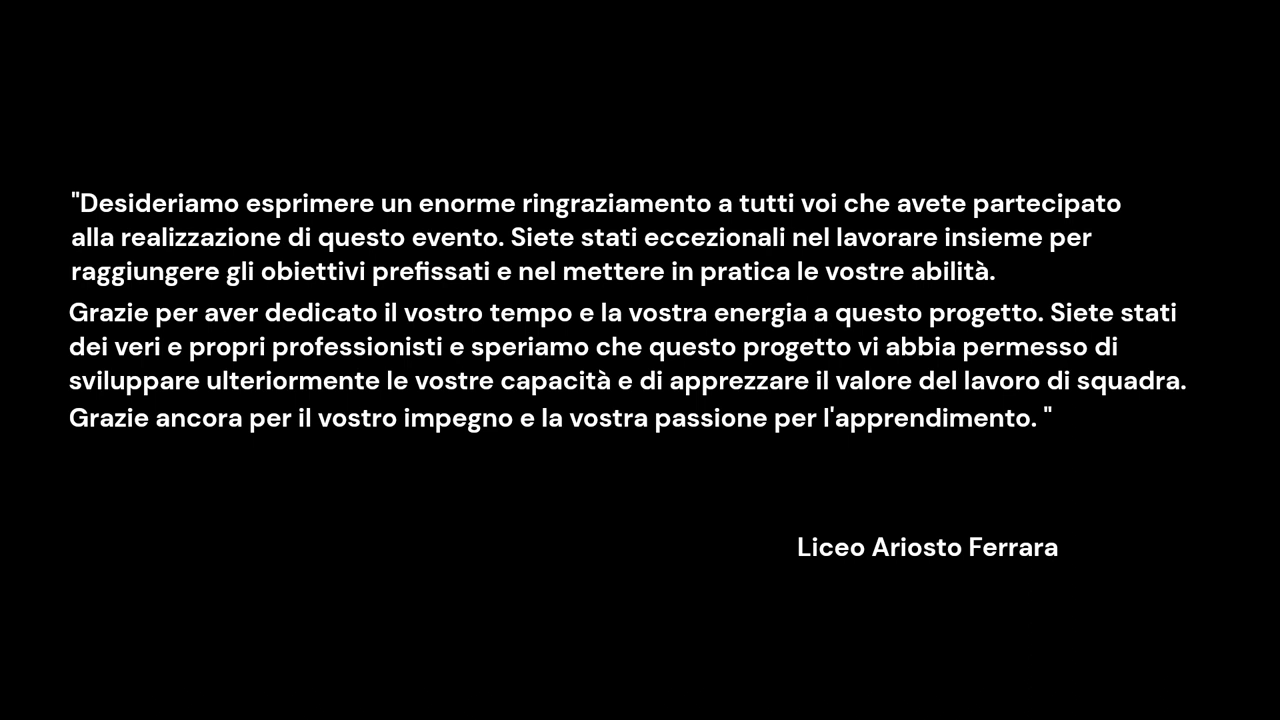 "Desideriamo esprimere un enorme ringraziamento a tutti voi che avete partecipato
alla realizzazione di questo evento. Siete stati eccezionali nel lavorare insieme per
raggiungere gli obiettivi prefissati e nel mettere in pratica le vostre abilità.
Grazie per aver dedicato il vostro tempo e la vostra energia a questo progetto. Siete stati
dei veri e propri professionisti e speriamo che questo progetto vi abbia permesso di
sviluppare ulteriormente le vostre capacità e di apprezzare il valore del lavoro di squadra.
Grazie ancora per il vostro impegno e la vostra passione per l'apprendimento. "
Liceo Ariosto Ferrara